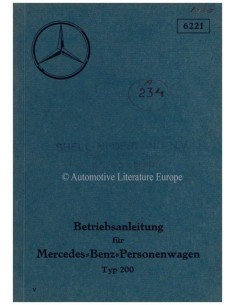 6221
A
234
© Automotive Literature Europe
Betriebsanleitung
für
Mercedes=Benz=Personenwagen
Typ 200